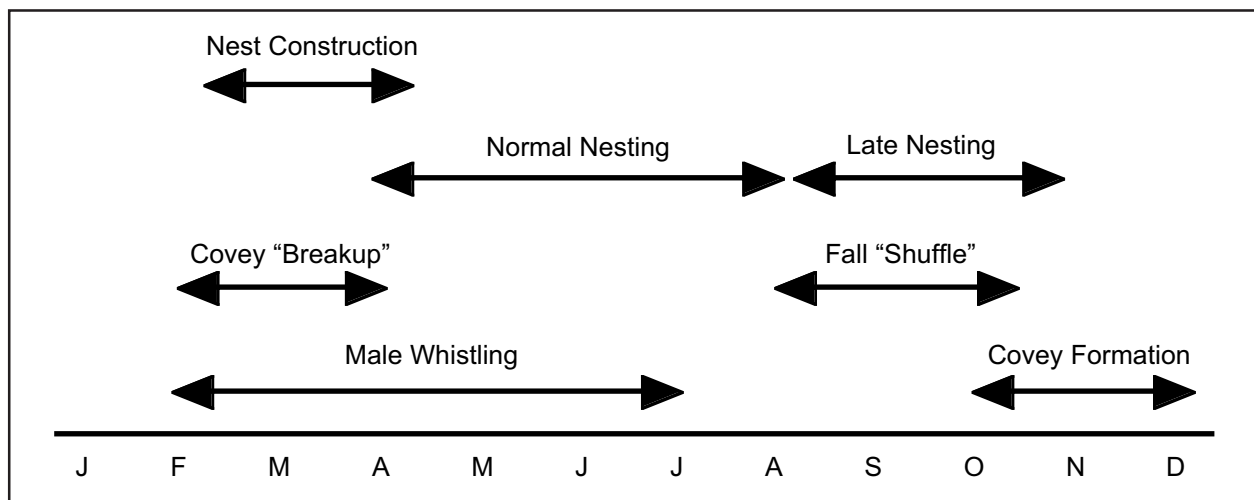 Nest Construction
Normal Nesting
Late Nesting
Covey “Breakup”
Fall “Shuffle”
Male Whistling
Covey Formation
J F M A M J J A S O N D